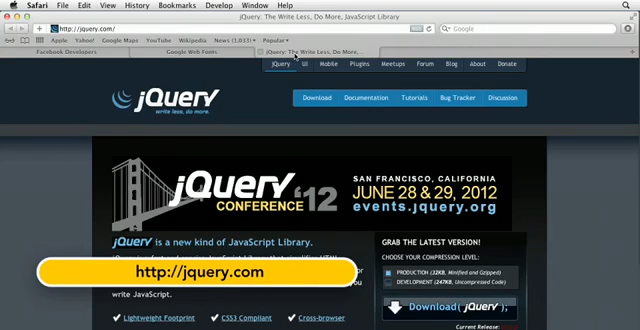 Safari File Edit View History Bookmarks Develop Window Help
jQuery: The Write Less, Do More, JavaScript Library
http://jquery.com/
Google
Apple Yahoo! Google Maps YouTube Wikipedia News (1,033) Popular
Facebook Developers Google Web Fonts jQuery: The Write Less, Do More,...
jQuery UI Mobile Plugins Meetups Forum Blog About Donate
jQuery
write less, do more.
Download Documentation Tutorials Bug Tracker Discussion
jQuery
CONFERENCE '12
SAN FRANCISCO, CALIFORNIA
JUNE 28 & 29, 2012
events.jquery.org
jQuery is a new kind of JavaScript Library.
http://jquery.com
write JavaScript.
Lightweight Footprint CSS3 Compliant Cross-browser
GRAB THE LATEST VERSION!
CHOOSE YOUR COMPRESSION LEVEL:
PRODUCTION (32KB, Minified and Gzipped)
DEVELOPMENT (247KB, Uncompressed Code)
Download( jQuery );
Current Release: